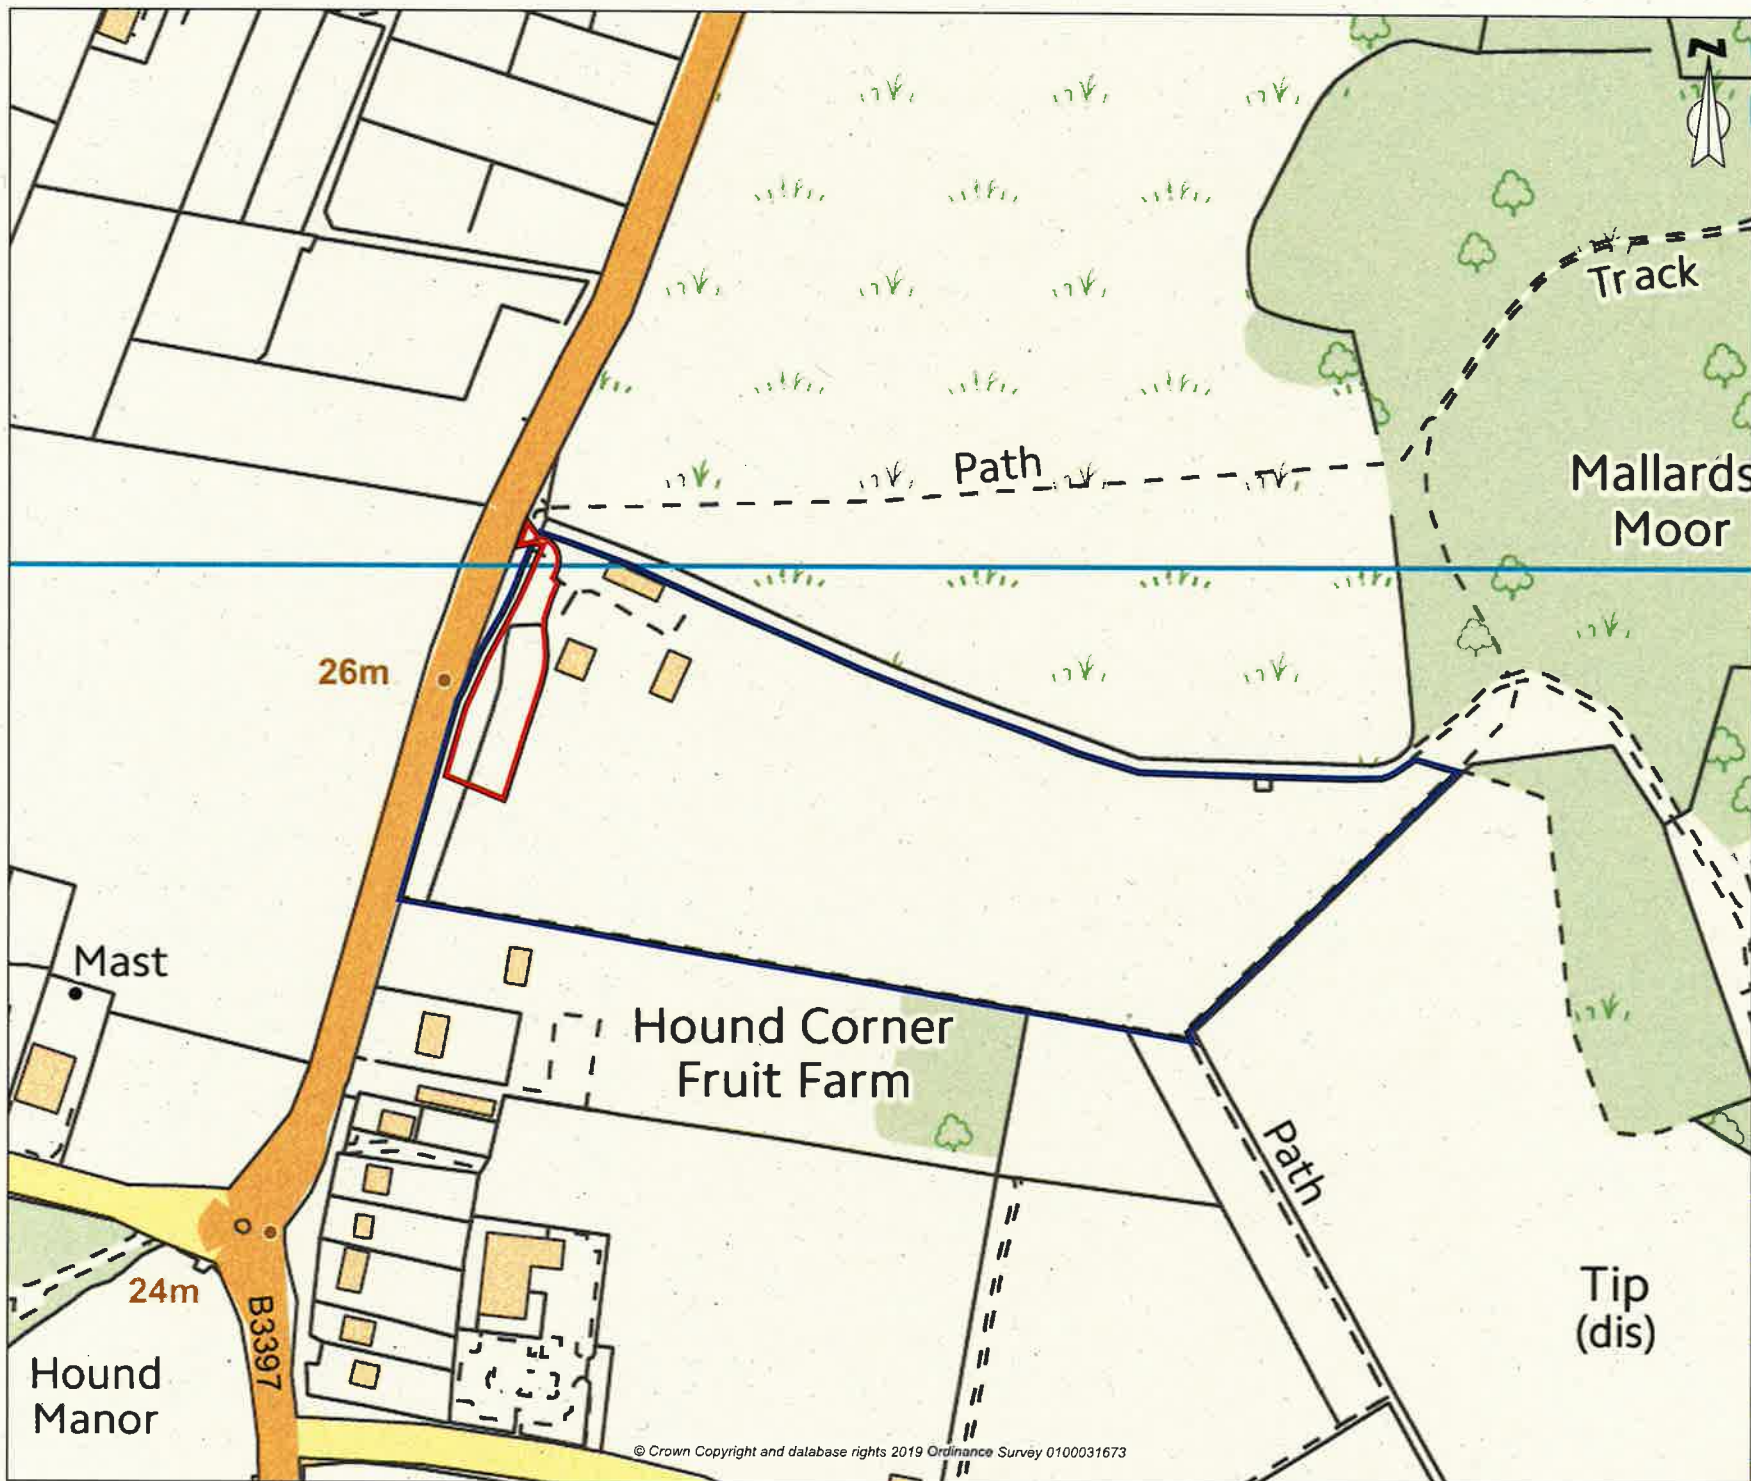 N
Track
Path
Mallards
Moor
26m
Mast
Hound Corner
Fruit Farm
Path
24m
B3397
Tip
(dis)
Hound
Manor
© Crown Copyright and database rights 2019 Ordinance Survey 0100031673